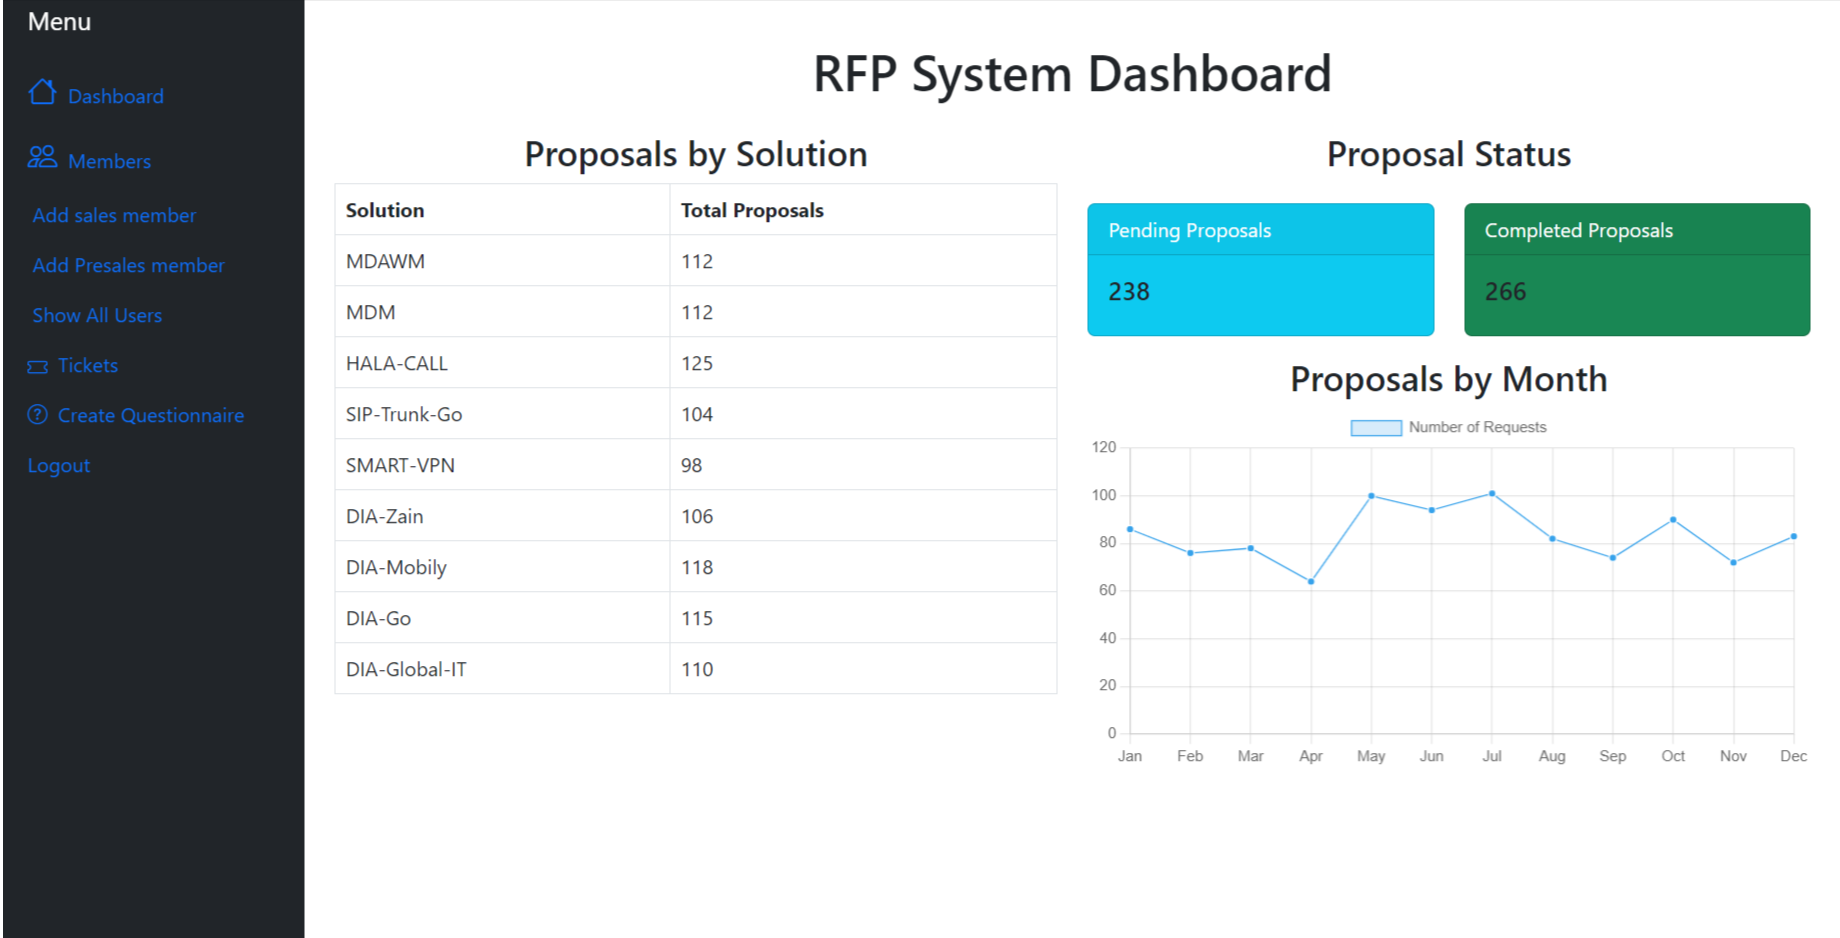 Menu
Dashboard
Members
Add sales member
Add Presales member
Show All Users
Tickets
Create Questionnaire
Logout
RFP System Dashboard
Proposals by Solution
Solution Total Proposals
MDAWM 112
MDM 112
HALA-CALL 125
SIP-Trunk-Go 104
SMART-VPN 98
DIA-Zain 106
DIA-Mobily 118
DIA-Go 115
DIA-Global-IT 110
Proposal Status
Pending Proposals
238
Completed Proposals
266
Proposals by Month
Number of Requests
120
100
80
60
40
20
0
Jan Feb Mar Apr May Jun Jul Aug Sep Oct Nov Dec